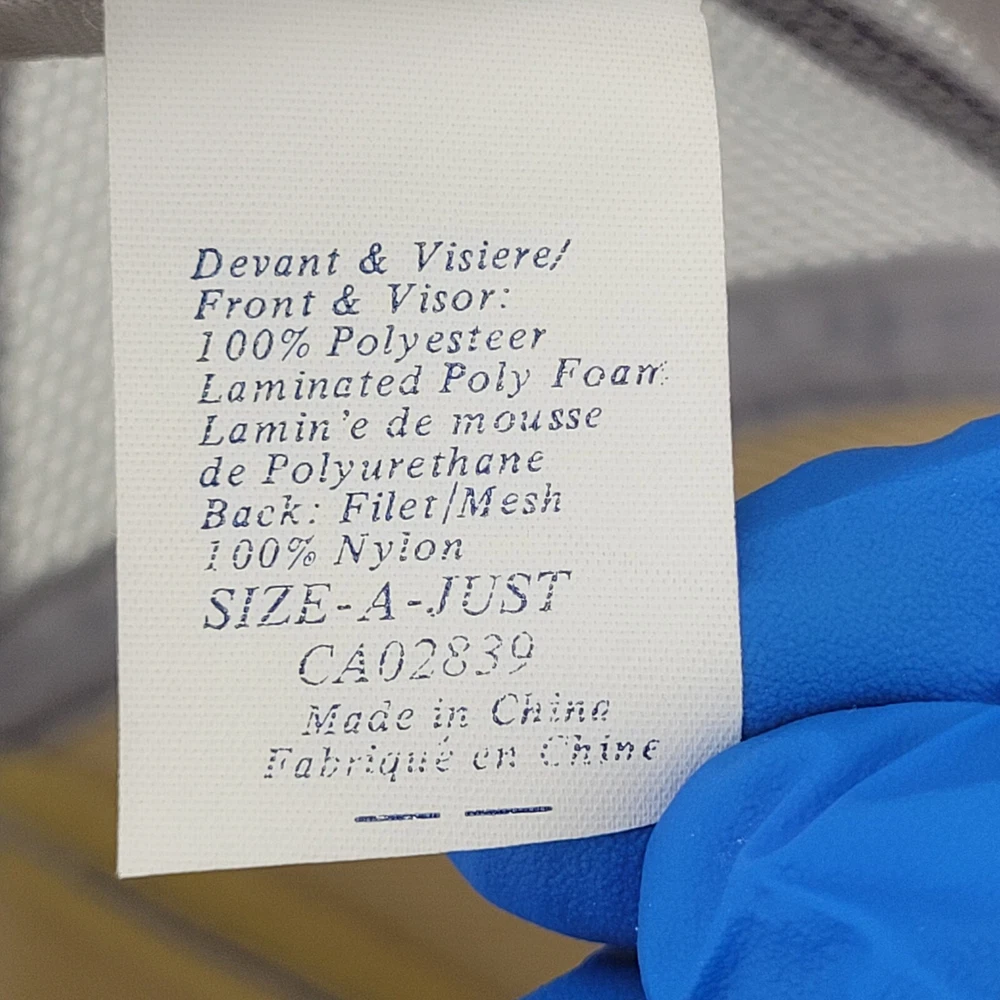 Devant & Visiere/
Front & Visor:
100% Polyesteer
Laminated Poly Foam
Lamin'e de mousse
de Polyurethane
Back: Filet/Mesh
100% Nylon
SIZE-A-JUST
CA02839
Made in China
Fabriqué en Chine